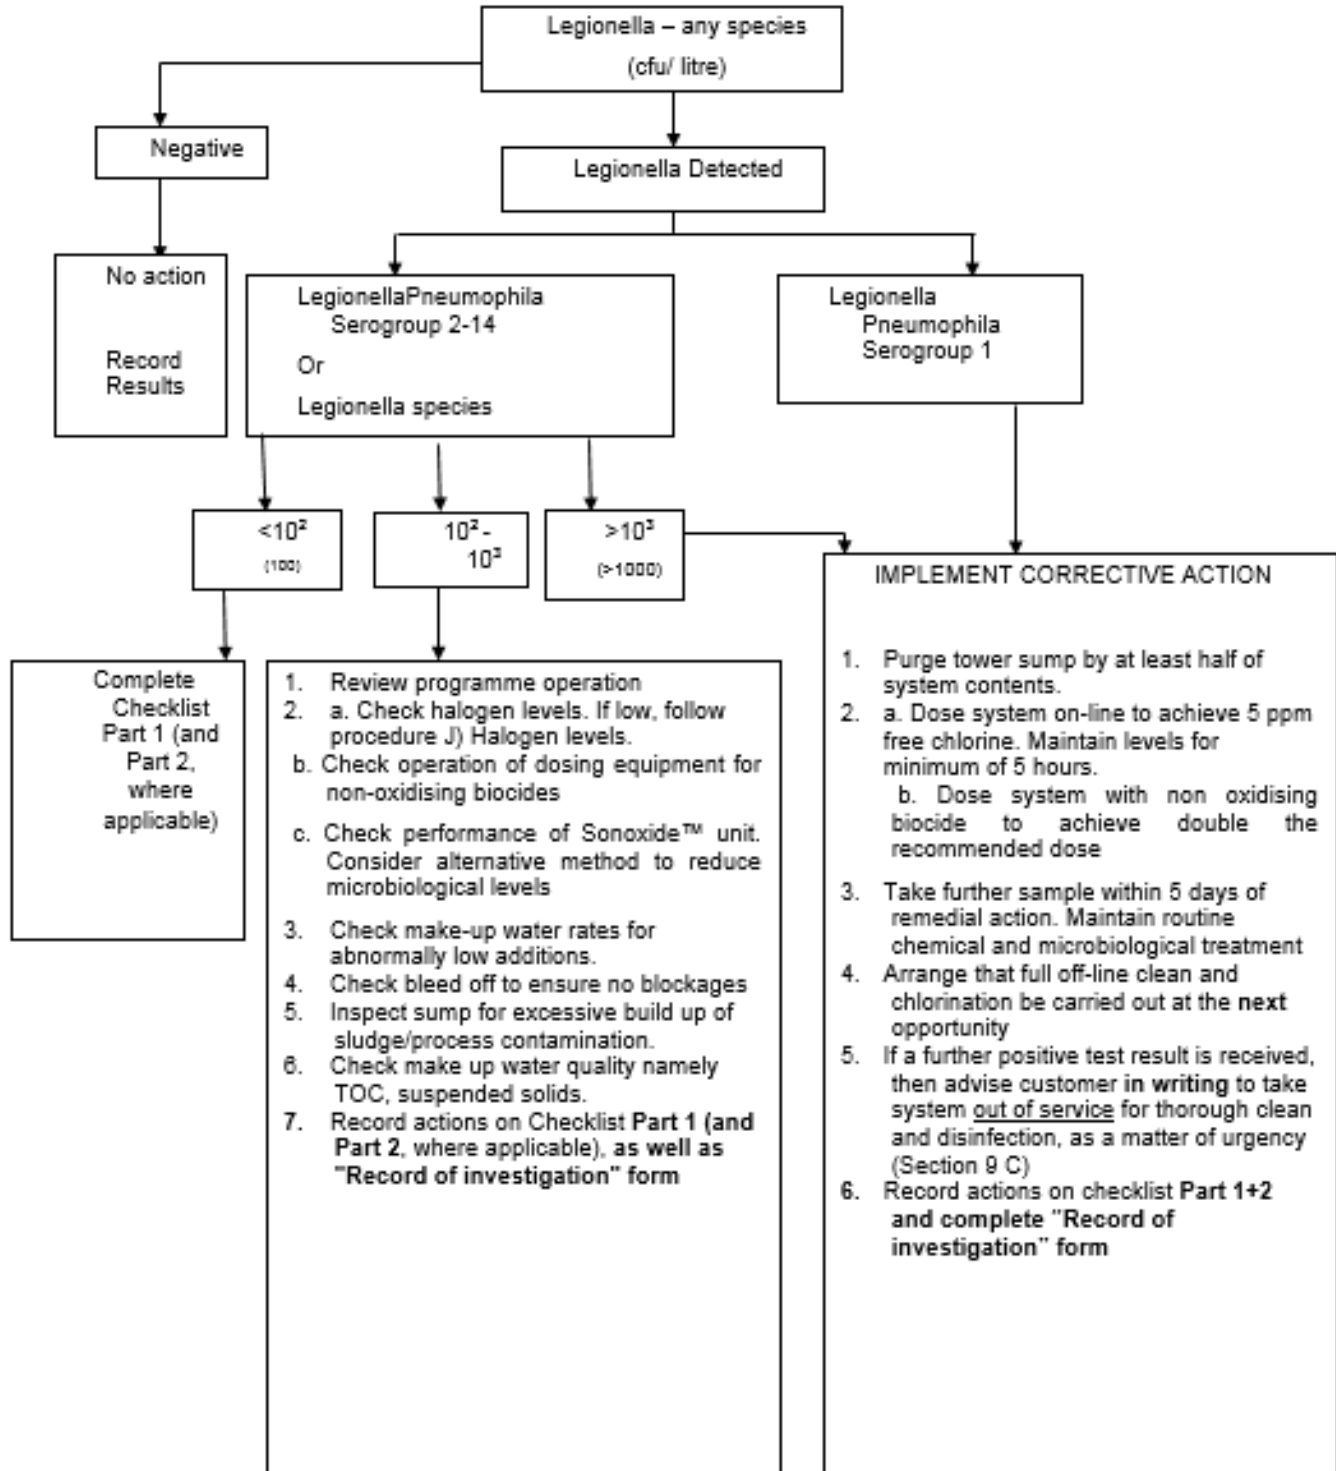 Legionella – any species
(cfu/ litre)
Negative
Legionella Detected
No action
Record
Results
LegionellaPneumophila
Serogroup 2-14
Or
Legionella species
Legionella
Pneumophila
Serogroup 1
<10²
(100)
10² -
10³
>10³
(>1000)
Complete
Checklist
Part 1 (and
Part 2,
where
applicable)
1. Review programme operation
2. a. Check halogen levels. If low, follow
procedure J) Halogen levels.
b. Check operation of dosing equipment for
non-oxidising biocides
c. Check performance of Sonoxide™ unit.
Consider alternative method to reduce
microbiological levels
3. Check make-up water rates for
abnormally low additions.
4. Check bleed off to ensure no blockages
5. Inspect sump for excessive build up of
sludge/process contamination.
6. Check make up water quality namely
TOC, suspended solids.
7. Record actions on Checklist Part 1 (and
Part 2, where applicable), as well as
"Record of investigation" form
IMPLEMENT CORRECTIVE ACTION
1. Purge tower sump by at least half of
system contents.
2. a. Dose system on-line to achieve 5 ppm
free chlorine. Maintain levels for
minimum of 5 hours.
b. Dose system with non oxidising
biocide to achieve double the
recommended dose
3. Take further sample within 5 days of
remedial action. Maintain routine
chemical and microbiological treatment
4. Arrange that full off-line clean and
chlorination be carried out at the next
opportunity
5. If a further positive test result is received,
then advise customer in writing to take
system out of service for thorough clean
and disinfection, as a matter of urgency
(Section 9 C)
6. Record actions on checklist Part 1+2
and complete "Record of
investigation" form